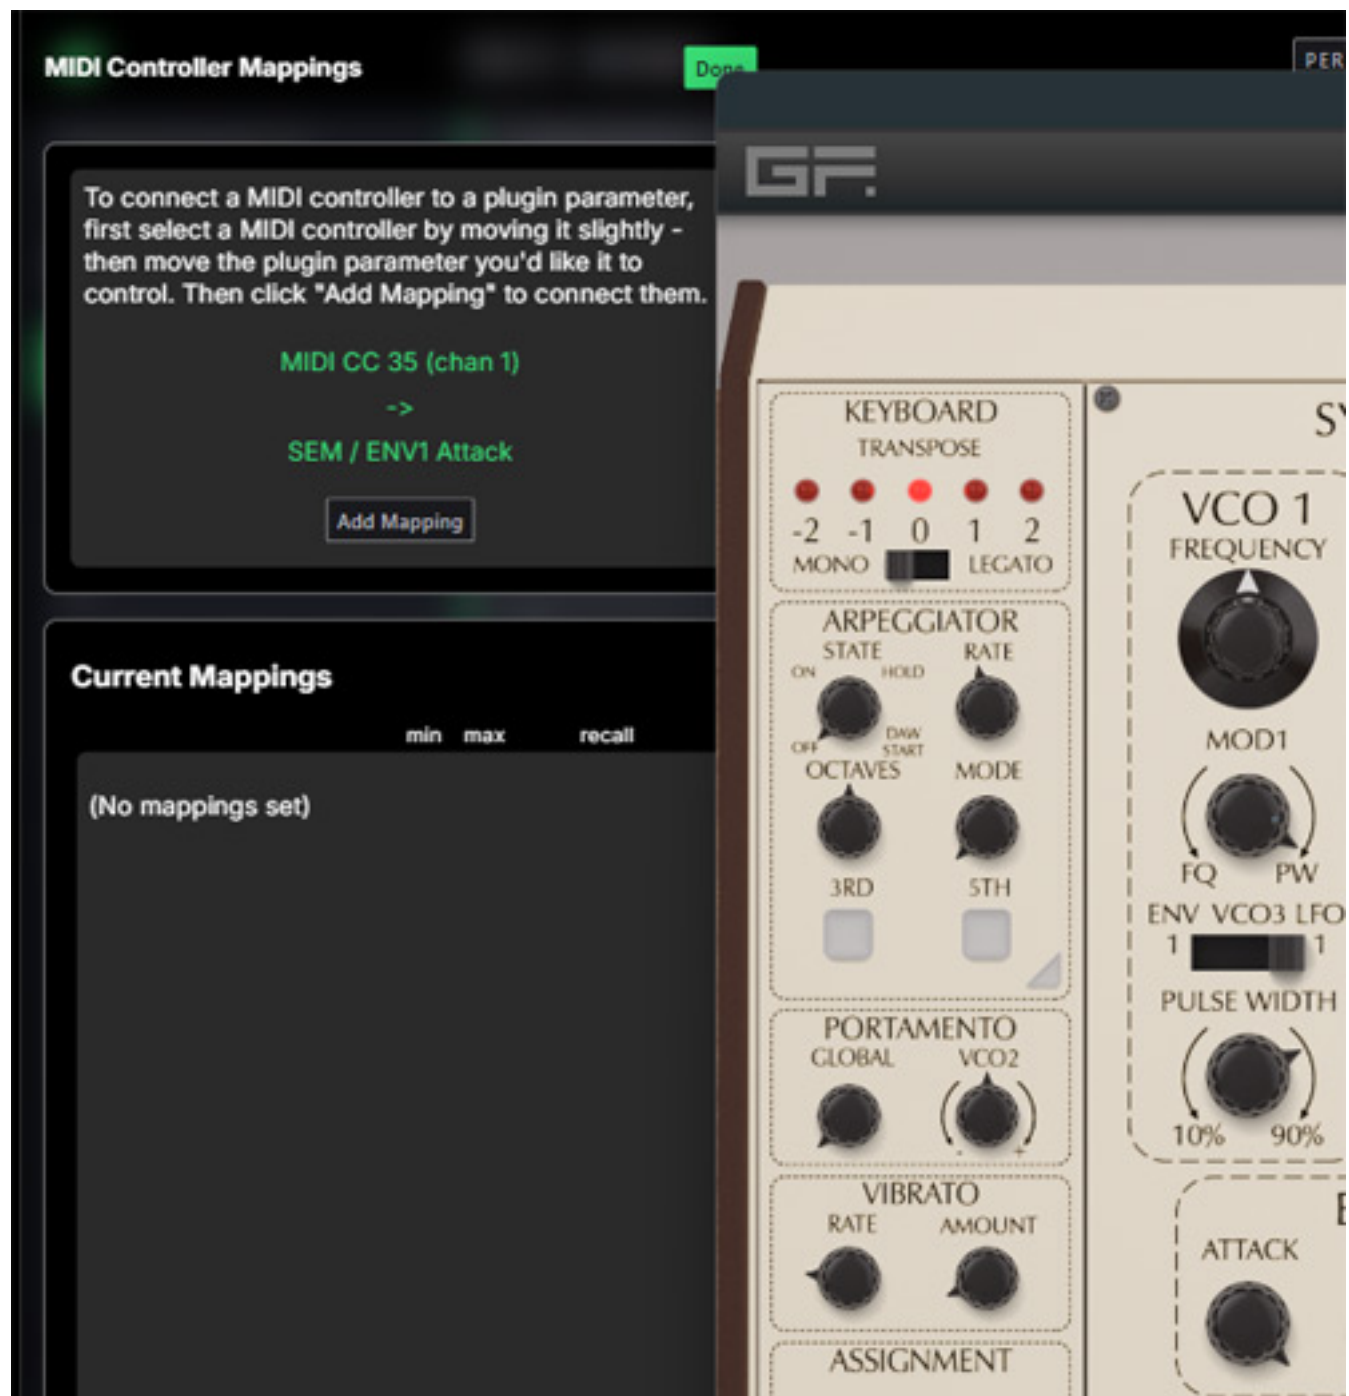 MIDI Controller Mappings
Done
PER
To connect a MIDI controller to a plugin parameter,
first select a MIDI controller by moving it slightly -
then move the plugin parameter you'd like it to
control. Then click "Add Mapping" to connect them.
MIDI CC 35 (chan 1)
->
SEM / ENV1 Attack
Add Mapping
Current Mappings
min max recall
(No mappings set)
GF.
KEYBOARD
TRANSPOSE
-2 -1 0 1 2
MONO LEGATO
ARPEGGIATOR
STATE RATE
ON HOLD
OFF DAW
START
OCTAVES MODE
3RD 5TH
PORTAMENTO
GLOBAL VCO2
- +
VIBRATO
RATE AMOUNT
ASSIGNMENT
SY
VCO 1
FREQUENCY
MOD1
FQ PW
ENV VCO3 LFO
1 1
PULSE WIDTH
10% 90%
E
ATTACK